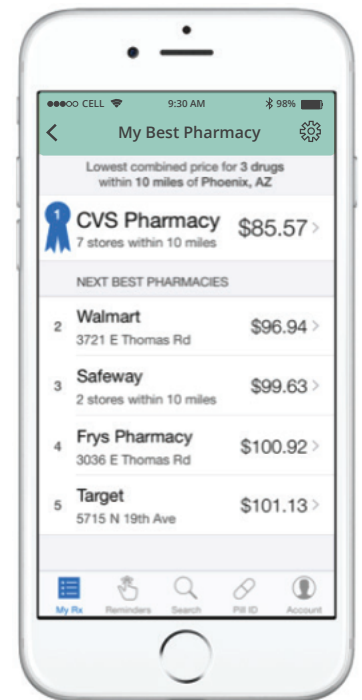 ●●●○○ CELL 9:30 AM 98%
My Best Pharmacy
Lowest combined price for 3 drugs
within 10 miles of Phoenix, AZ
1
CVS Pharmacy $85.57
7 stores within 10 miles
NEXT BEST PHARMACIES
2 Walmart $96.94
3721 E Thomas Rd
3 Safeway $99.63
2 stores within 10 miles
4 Frys Pharmacy $100.92
3036 E Thomas Rd
5 Target $101.13
5715 N 19th Ave
My Rx Reminders Search Pill ID Account